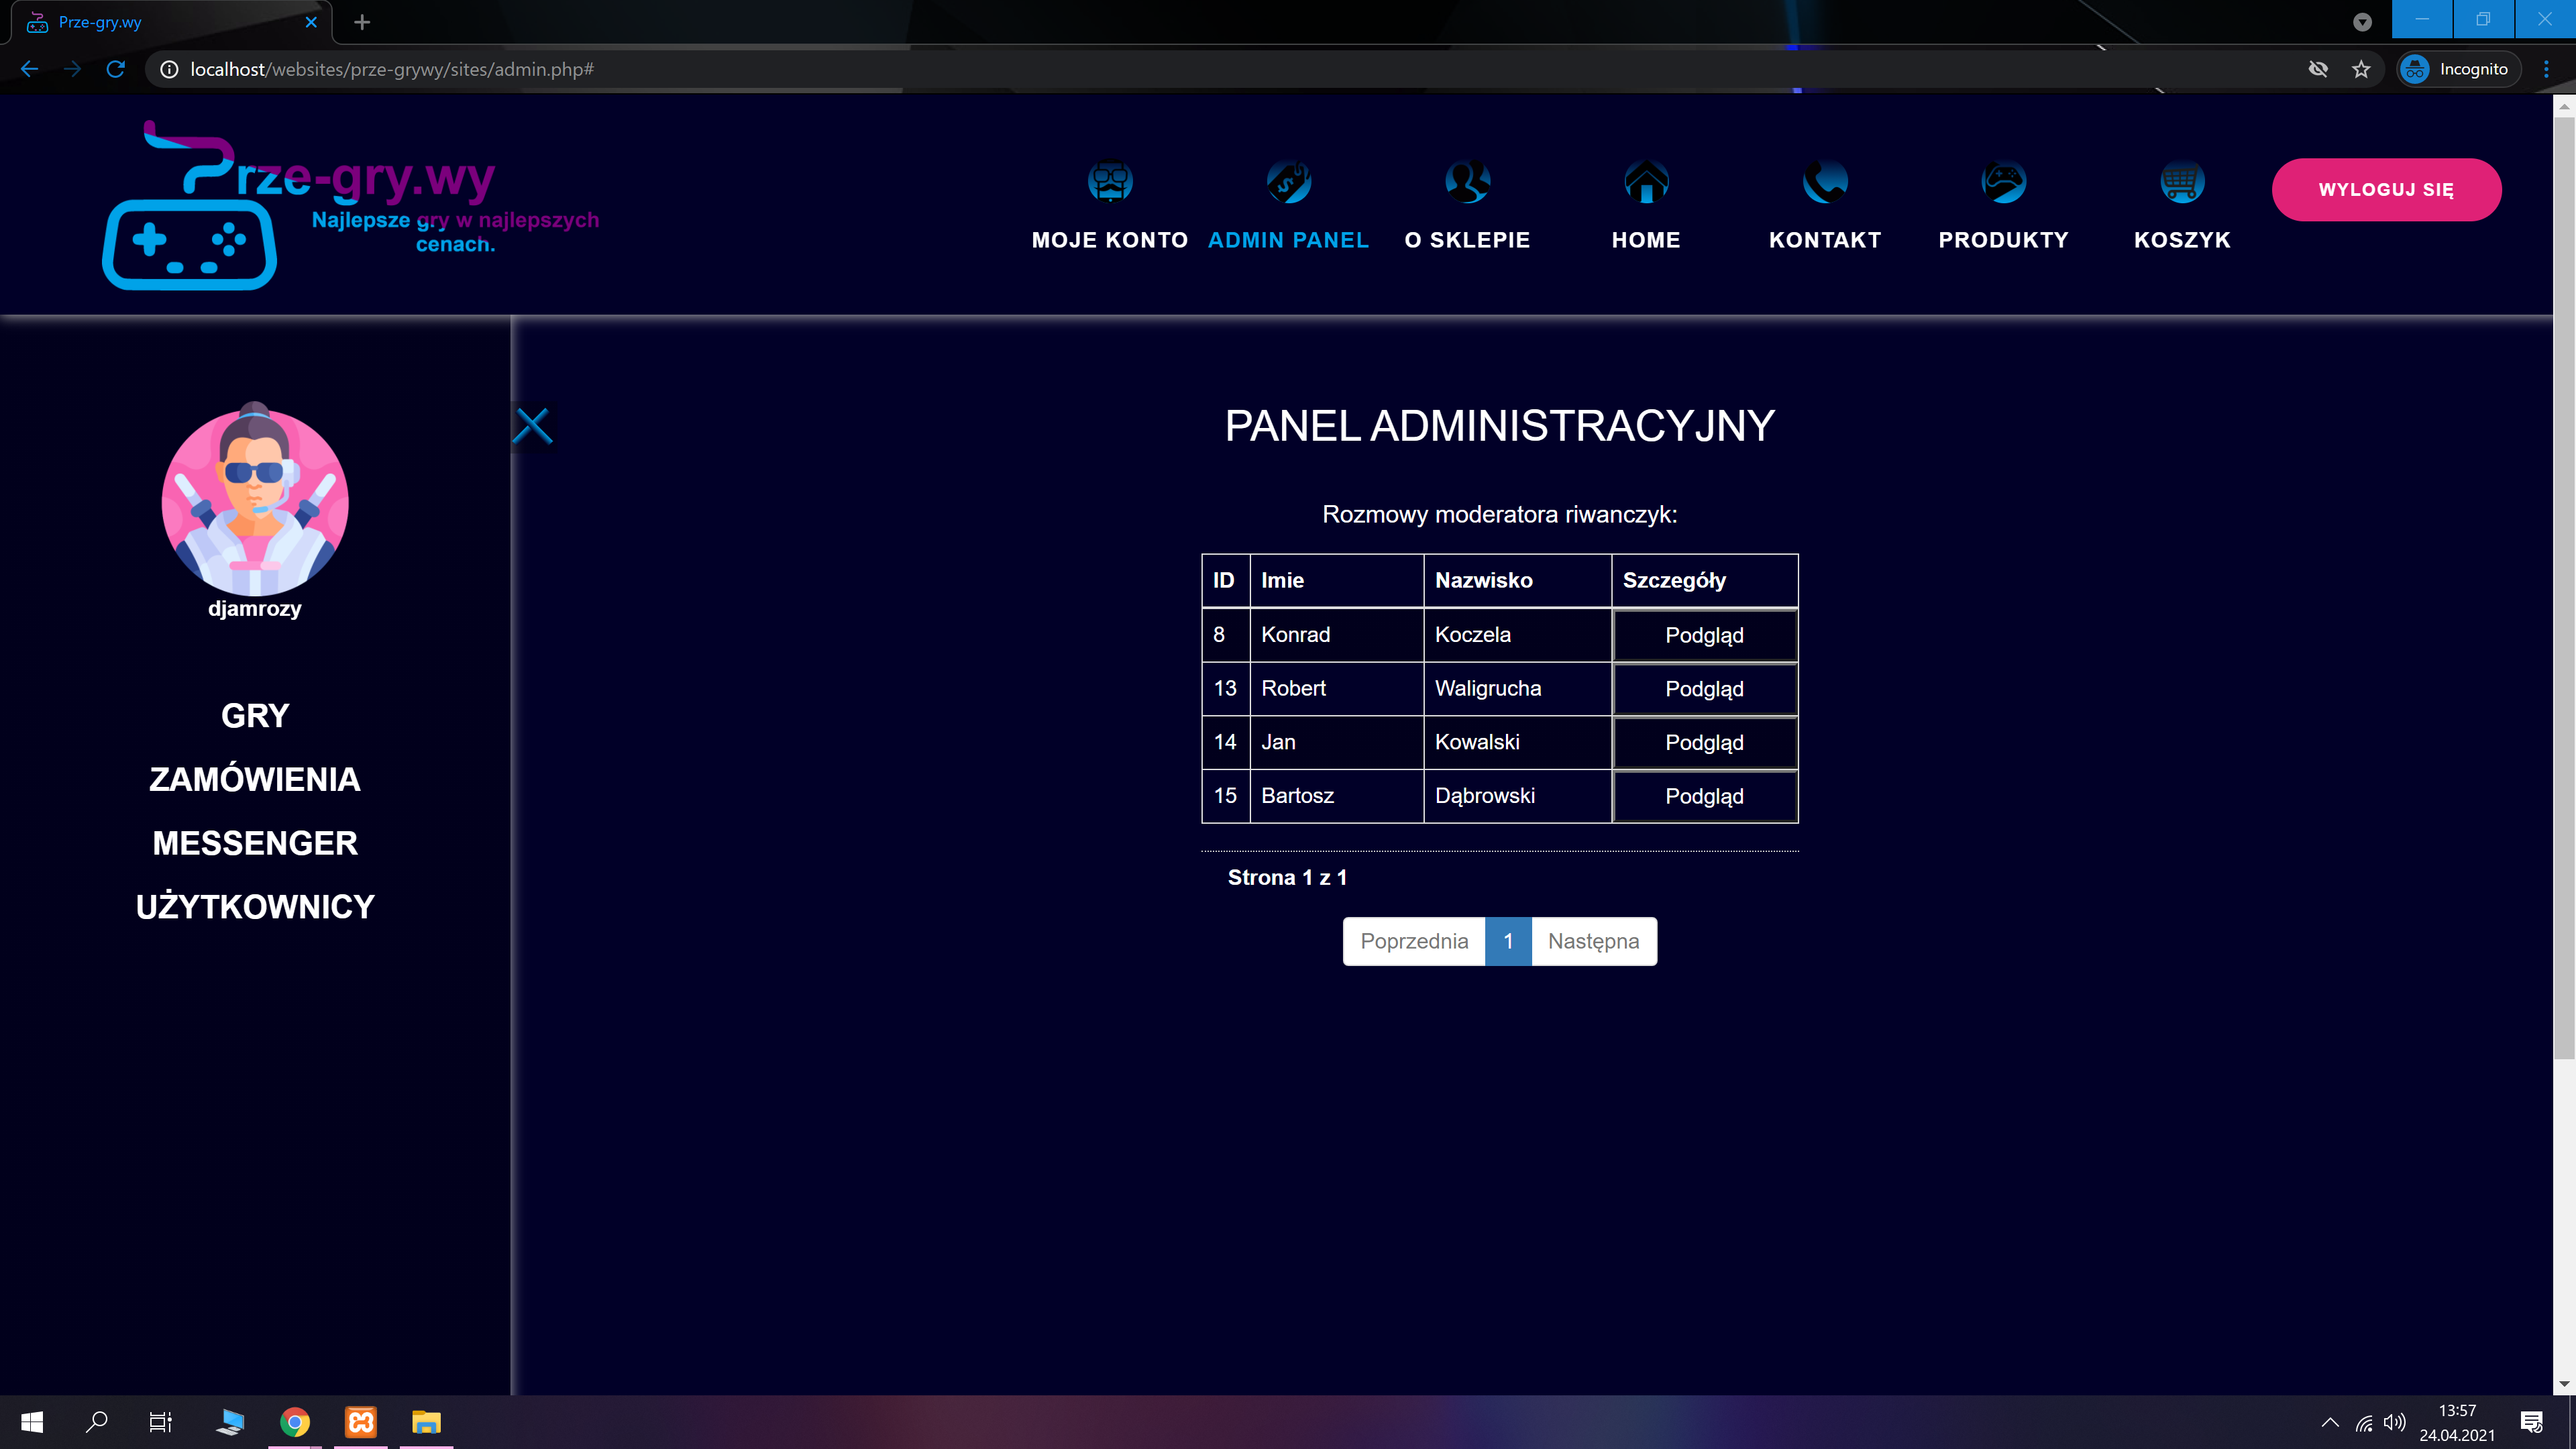 Prze-gry.wy
localhost/websites/prze-grywy/sites/admin.php#
Incognito
Prze-gry.wy
Najlepsze gry w najlepszych
cenach.
MOJE KONTO
ADMIN PANEL
O SKLEPIE
HOME
KONTAKT
PRODUKTY
KOSZYK
WYLOGUJ SIĘ
djamrozy
GRY
ZAMÓWIENIA
MESSENGER
UŻYTKOWNICY
PANEL ADMINISTRACYJNY
Rozmowy moderatora riwanczyk:
ID Imie Nazwisko Szczegóły
8 Konrad Koczela Podgląd
13 Robert Waligrucha Podgląd
14 Jan Kowalski Podgląd
15 Bartosz Dąbrowski Podgląd
Strona 1 z 1
Poprzednia 1 Następna
13:57
24.04.2021